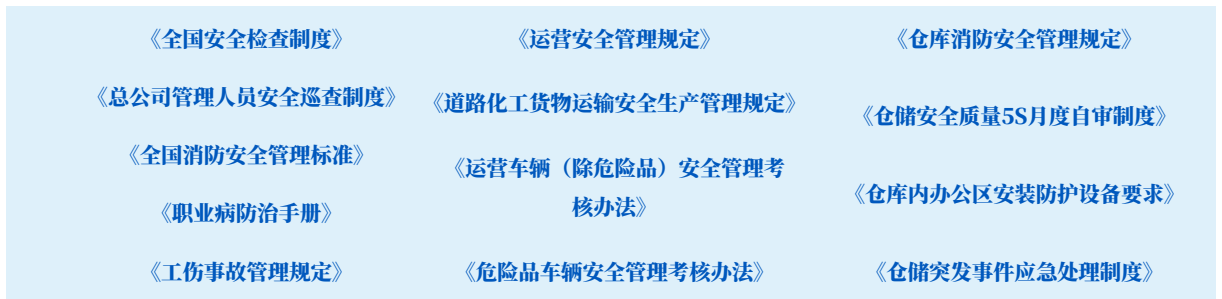 《全国安全检查制度》
《总公司管理人员安全巡查制度》
《全国消防安全管理标准》
《职业病防治手册》
《工伤事故管理规定》
《运营安全管理规定》
《道路化工货物运输安全生产管理规定》
《运营车辆（除危险品）安全管理考
核办法》
《危险品车辆安全管理考核办法》
《仓库消防安全管理规定》
《仓储安全质量5S月度自审制度》
《仓库内办公区安装防护设备要求》
《仓储突发事件应急处理制度》